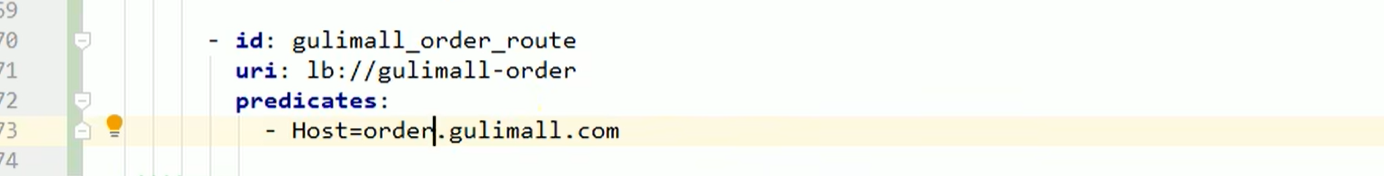 69
70 - id: gulimall_order_route
71 uri: lb://gulimall-order
72 predicates:
73 - Host=order.gulimall.com
74